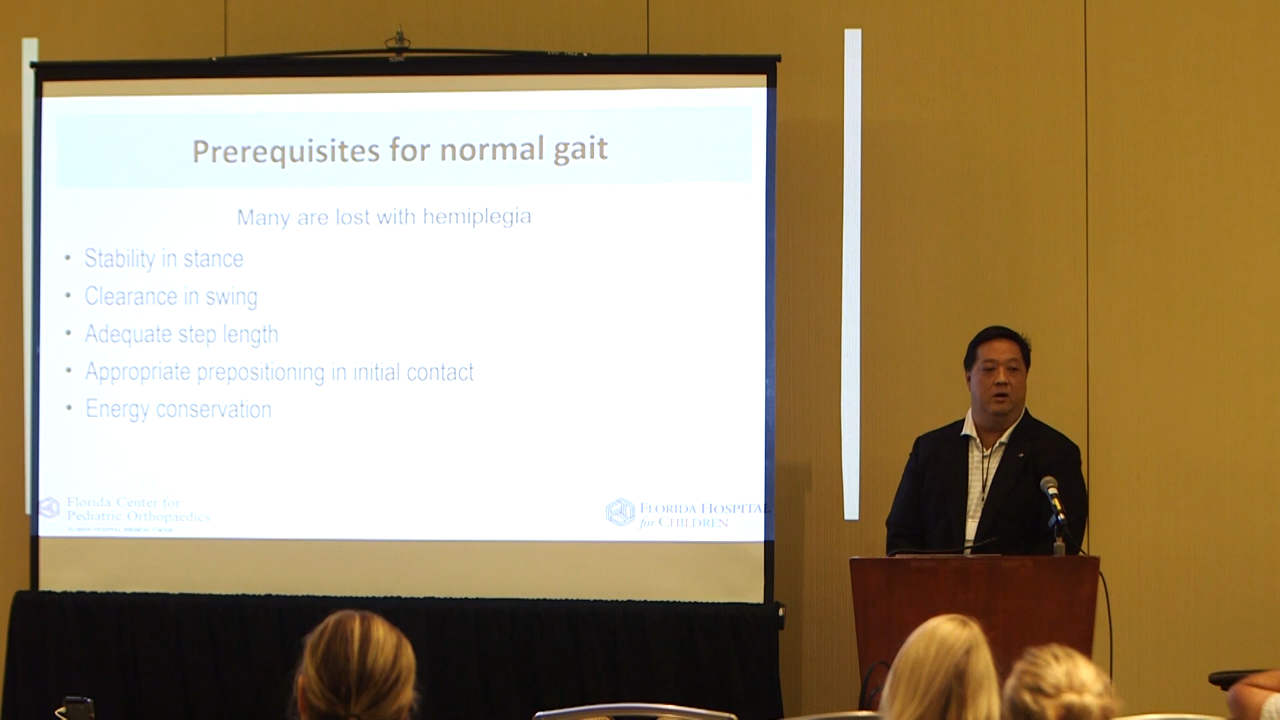 Prerequisites for normal gait
Many are lost with hemiplegia
• Stability in stance
• Clearance in swing
• Adequate step length
• Appropriate prepositioning in initial contact
• Energy conservation
Florida Center for
Pediatric Orthopaedics
FLORIDA HOSPITAL
for CHILDREN